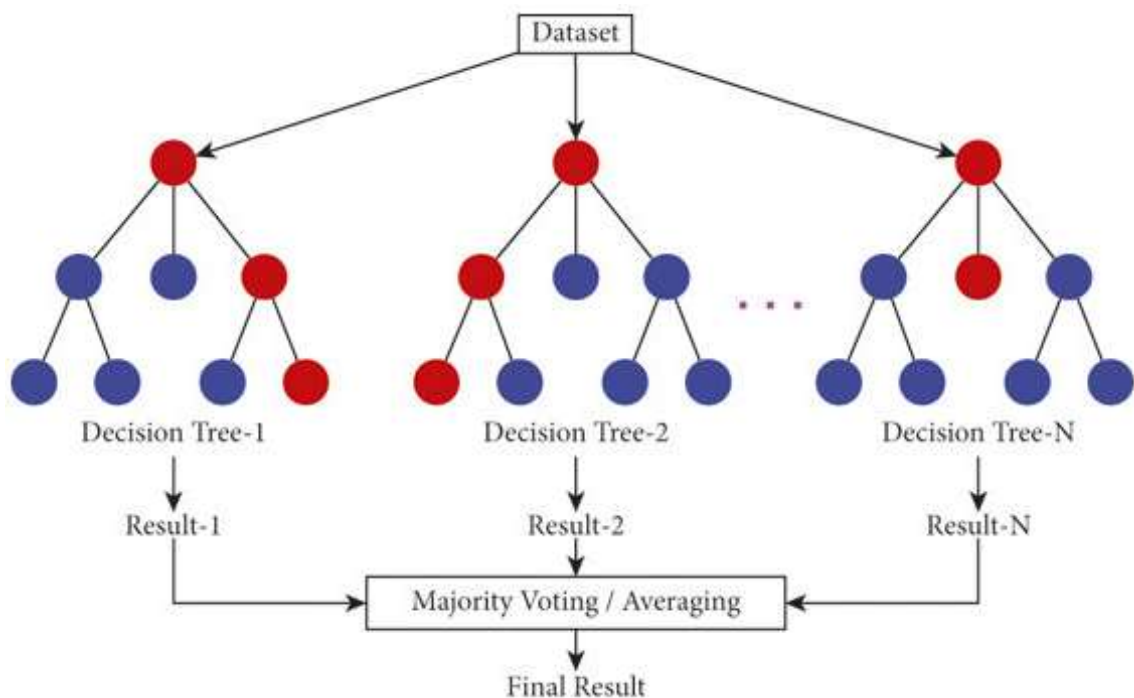 Dataset
Decision Tree-1
Decision Tree-2
Decision Tree-N
Result-1
Result-2
Result-N
Majority Voting / Averaging
Final Result